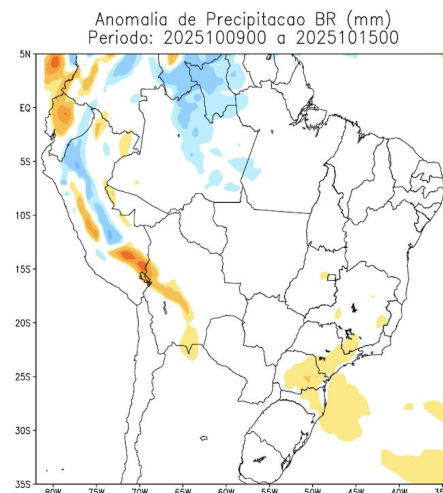 Anomalia de Precipitacao BR (mm)
Periodo: 2025100900 a 2025101500
5N
EQ
5S
10S
15S
20S
25S
30S
35S
80W 75W 70W 65W 60W 55W 50W 45W 40W